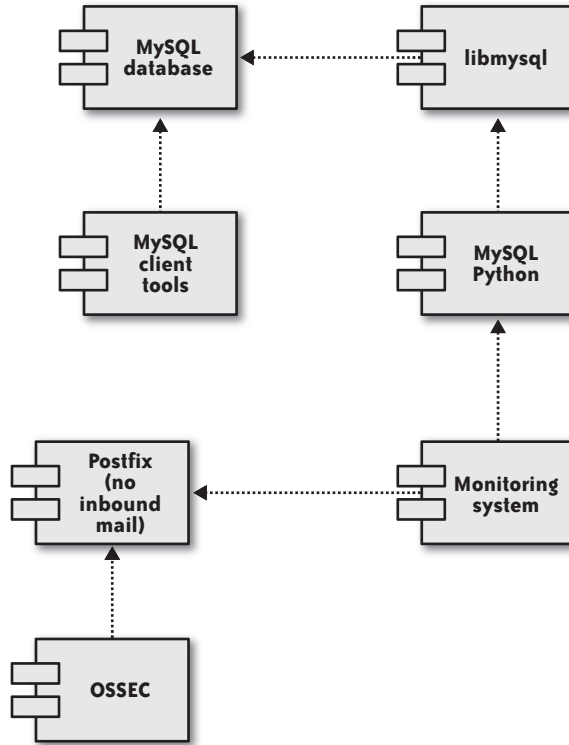 MySQL
database
libmysql
MySQL
client
tools
MySQL
Python
Postfix
(no
inbound
mail)
Monitoring
system
OSSEC